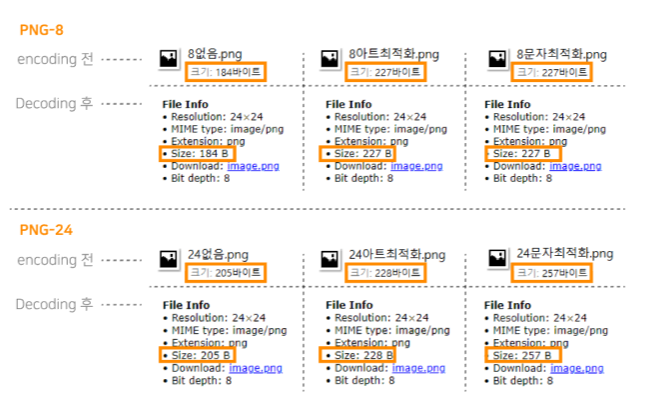 PNG-8
encoding 전 8없음.png 8아트최적화.png 8문자최적화.png
크기: 184바이트 크기: 227바이트 크기: 227바이트
Decoding 후
File Info File Info File Info
• Resolution: 24×24 • Resolution: 24×24 • Resolution: 24×24
• MIME type: image/png • MIME type: image/png • MIME type: image/png
• Extension: png • Extension: png • Extension: png
• Size: 184 B • Size: 227 B • Size: 227 B
• Download: image.png • Download: image.png • Download: image.png
• Bit depth: 8 • Bit depth: 8 • Bit depth: 8
PNG-24
encoding 전 24없음.png 24아트최적화.png 24문자최적화.png
크기: 205바이트 크기: 228바이트 크기: 257바이트
Decoding 후
File Info File Info File Info
• Resolution: 24×24 • Resolution: 24×24 • Resolution: 24×24
• MIME type: image/png • MIME type: image/png • MIME type: image/png
• Extension: png • Extension: png • Extension: png
• Size: 205 B • Size: 228 B • Size: 257 B
• Download: image.png • Download: image.png • Download: image.png
• Bit depth: 8 • Bit depth: 8 • Bit depth: 8